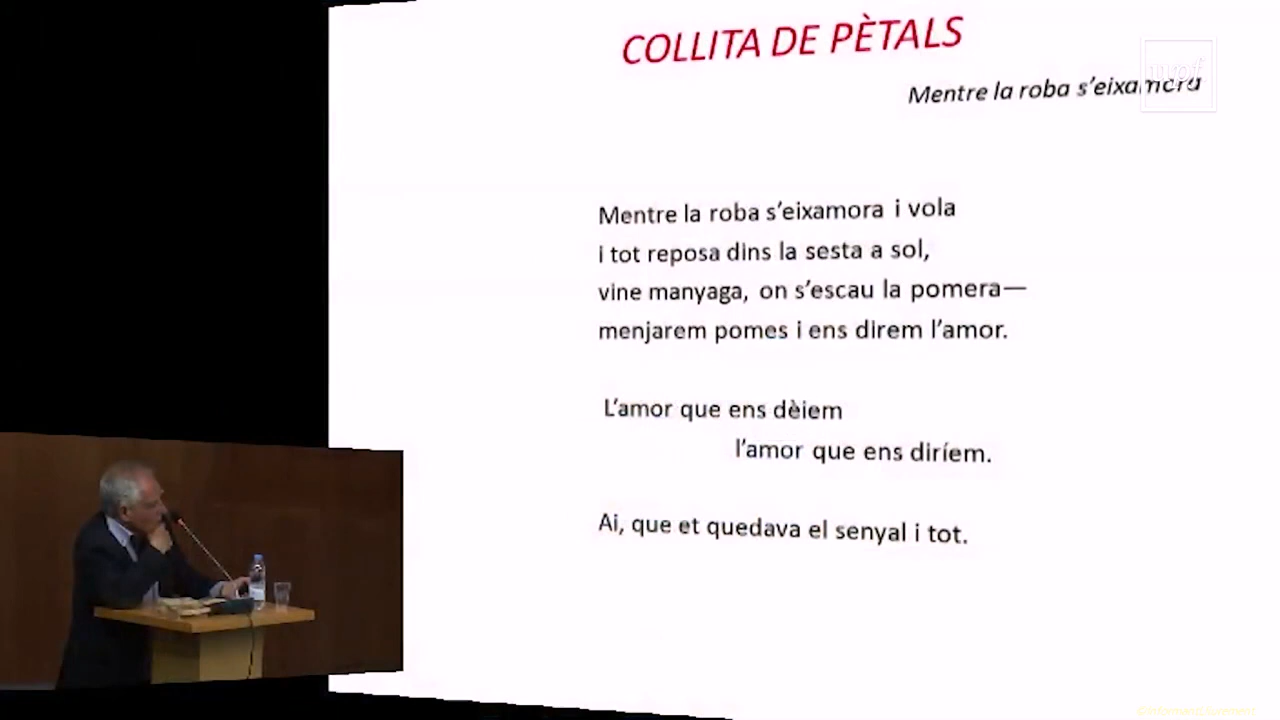 COLLITA DE PÈTALS
Mentre la roba s’eixamora
Mentre la roba s’eixamora i vola
i tot reposa dins la sesta a sol,
vine manyaga, on s’escau la pomera—
menjarem pomes i ens direm l’amor.
L’amor que ens dèiem
l’amor que ens diríem.
Ai, que et quedava el senyal i tot.
upf